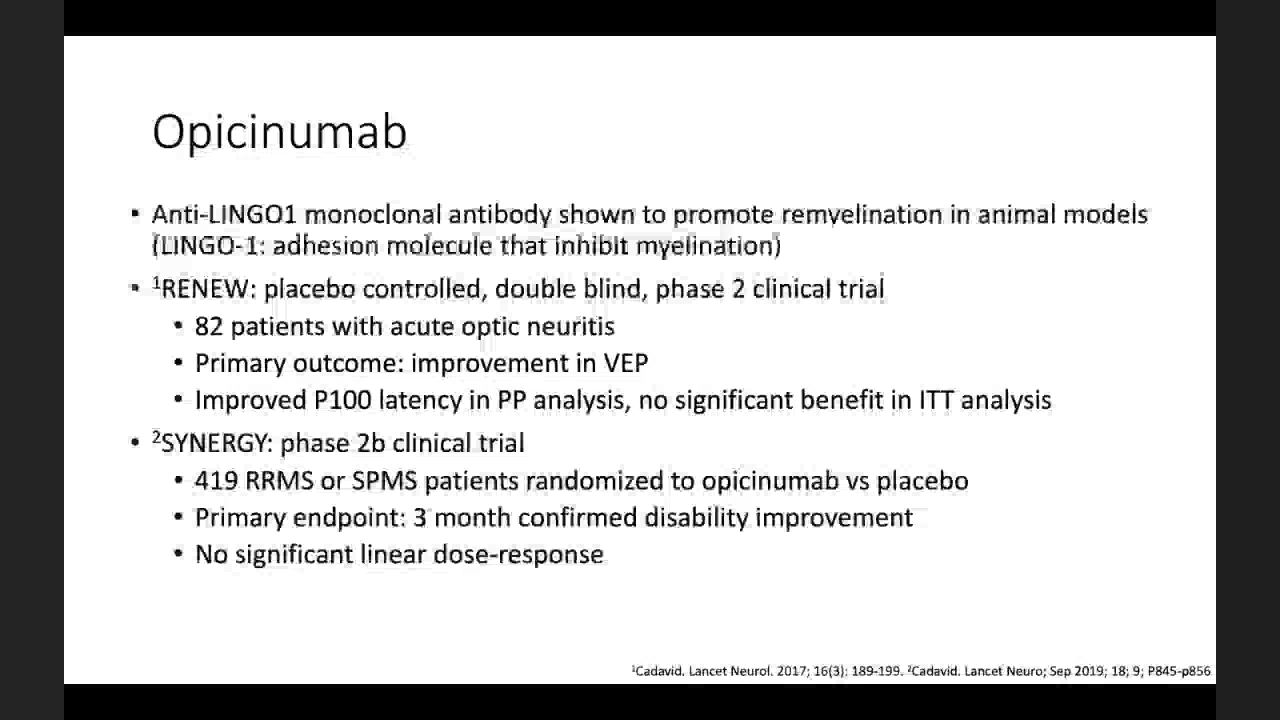 Opicinumab
• Anti-LINGO1 monoclonal antibody shown to promote remyelination in animal models
(LINGO-1: adhesion molecule that inhibit myelination)
• ¹RENEW: placebo controlled, double blind, phase 2 clinical trial
• 82 patients with acute optic neuritis
• Primary outcome: improvement in VEP
• Improved P100 latency in PP analysis, no significant benefit in ITT analysis
• ²SYNERGY: phase 2b clinical trial
• 419 RRMS or SPMS patients randomized to opicinumab vs placebo
• Primary endpoint: 3 month confirmed disability improvement
• No significant linear dose-response
¹Cadavid. Lancet Neurol. 2017; 16(3): 189-199. ²Cadavid. Lancet Neuro; Sep 2019; 18; 9; P845-p856